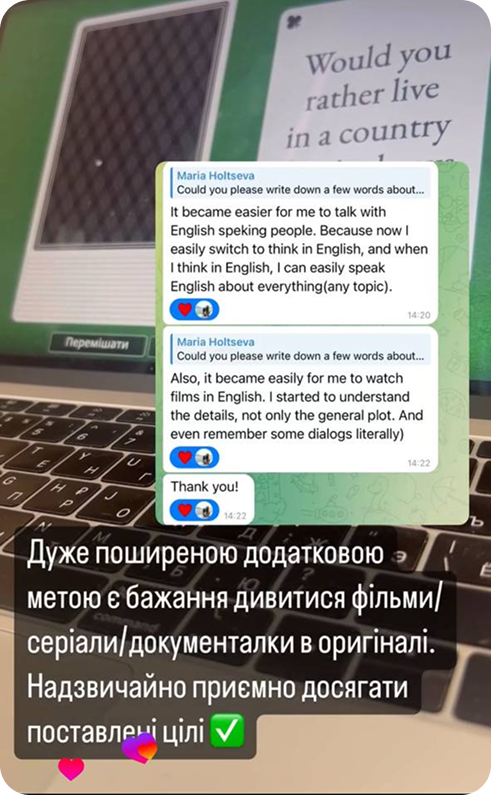 Would you
rather live
in a country
Maria Holtseva
Could you please write down a few words about...
It became easier for me to talk with
English speking people. Because now I
easily switch to think in English, and when
I think in English, I can easily speak
English about everything(any topic).
14:20
Перемішати
Maria Holtseva
Could you please write down a few words about...
Also, it became easily for me to watch
films in English. I started to understand
the details, not only the general plot. And
even remember some dialogs literally)
14:22
Thank you!
14:22
Дуже поширеною додатковою
метою є бажання дивитися фільми/
серіали/документалки в оригіналі.
Надзвичайно приємно досягати
поставлені цілі ✅